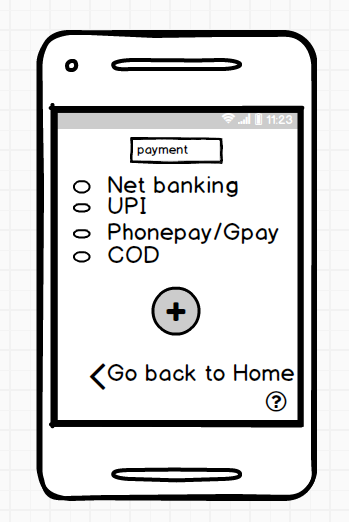 11:23
payment
Net banking
UPI
Phonepay/Gpay
COD
+
Go back to Home
?